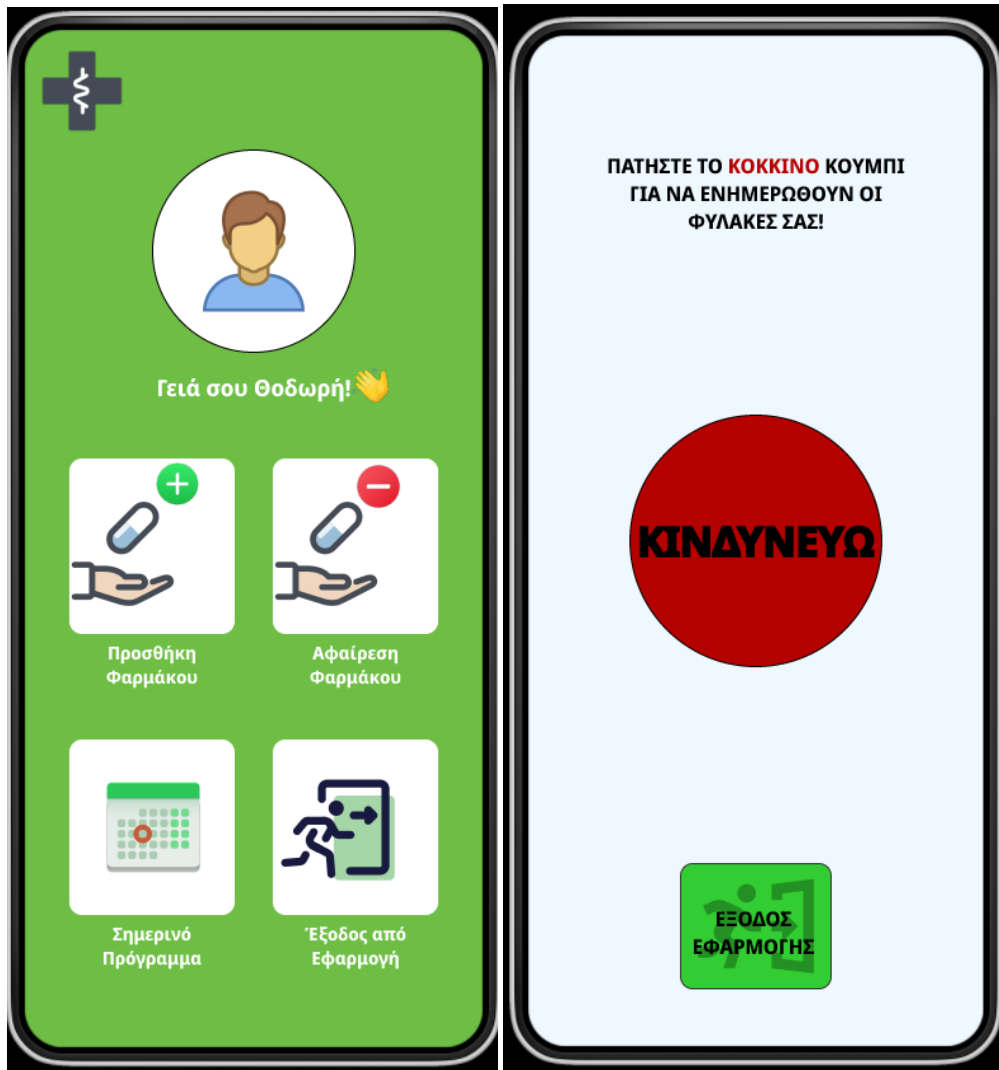 Γειά σου Θοδωρή!
Προσθήκη
Φαρμάκου
Αφαίρεση
Φαρμάκου
Σημερινό
Πρόγραμμα
Έξοδος από
Εφαρμογή
ΠΑΤΗΣΤΕ ΤΟ ΚΟΚΚΙΝΟ ΚΟΥΜΠΙ
ΓΙΑ ΝΑ ΕΝΗΜΕΡΩΘΟΥΝ ΟΙ
ΦΥΛΑΚΕΣ ΣΑΣ!
ΚΙΝΔΥΝΕΥΩ
ΕΞΟΔΟΣ
ΕΦΑΡΜΟΓΗΣ